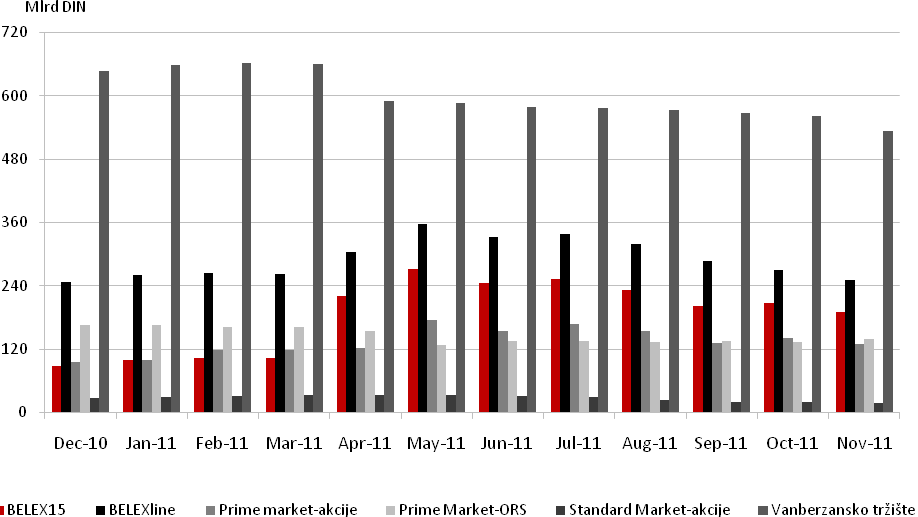 Mlrd DIN
720
600
480
360
240
120
0
Dec-10 Jan-11 Feb-11 Mar-11 Apr-11 May-11 Jun-11 Jul-11 Aug-11 Sep-11 Oct-11 Nov-11
BELEX15 BELEXline Prime market-akcije Prime Market-ORS Standard Market-akcije Vanberzansko tržište